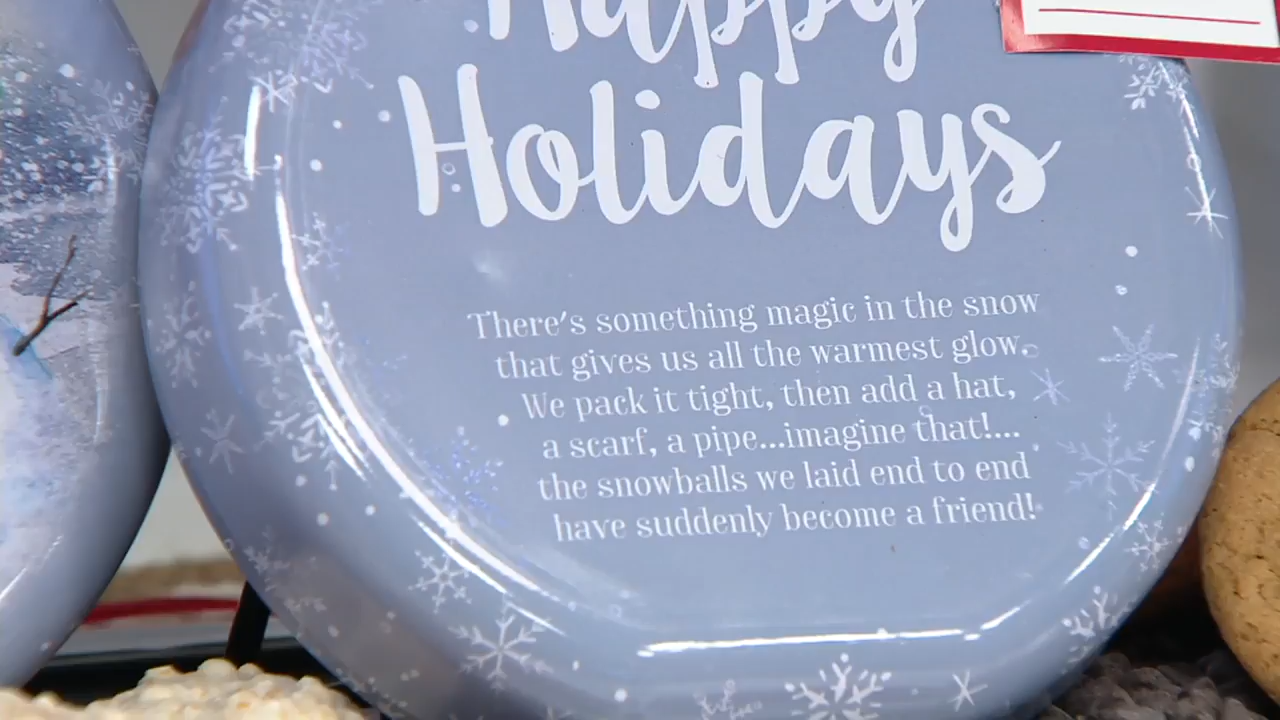 Happy
Holidays
There's something magic in the snow
that gives us all the warmest glow.
We pack it tight, then add a hat,
a scarf, a pipe...imagine that!...
the snowballs we laid end to end
have suddenly become a friend!